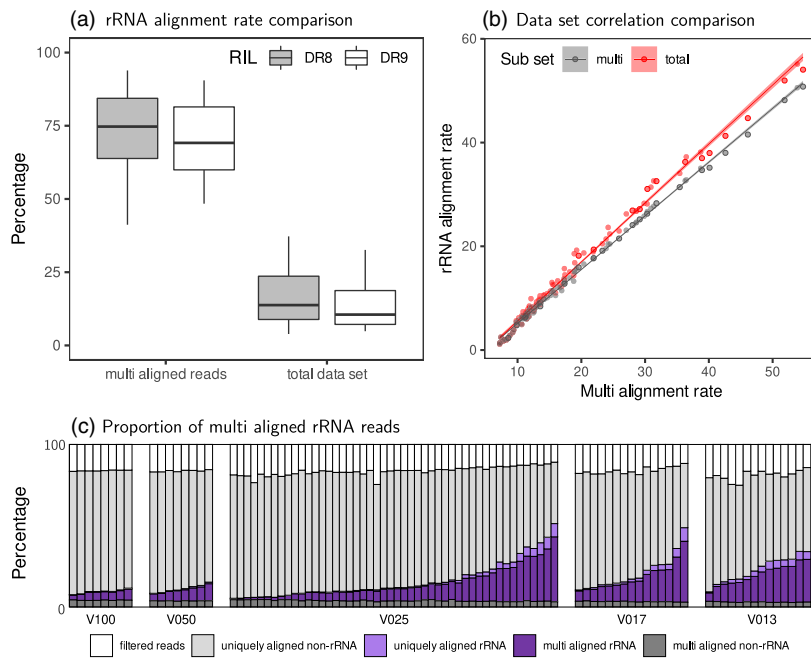 (a) rRNA alignment rate comparison
RIL DR8 DR9
100
75
50
25
0
Percentage
multi aligned reads total data set
(b) Data set correlation comparison
Sub set multi total
60
40
20
0
rRNA alignment rate
10 20 30 40 50
Multi alignment rate
(c) Proportion of multi aligned rRNA reads
100
0
Percentage
V100 V050 V025 V017 V013
filtered reads uniquely aligned non-rRNA uniquely aligned rRNA multi aligned rRNA multi aligned non-rRNA